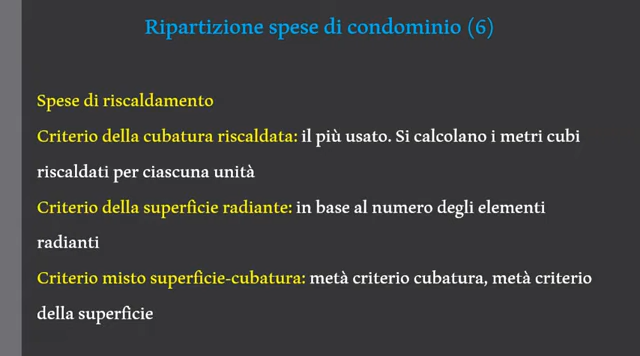 Ripartizione spese di condominio (6)
Spese di riscaldamento
Criterio della cubatura riscaldata: il più usato. Si calcolano i metri cubi
riscaldati per ciascuna unità
Criterio della superficie radiante: in base al numero degli elementi
radianti
Criterio misto superficie-cubatura: metà criterio cubatura, metà criterio
della superficie